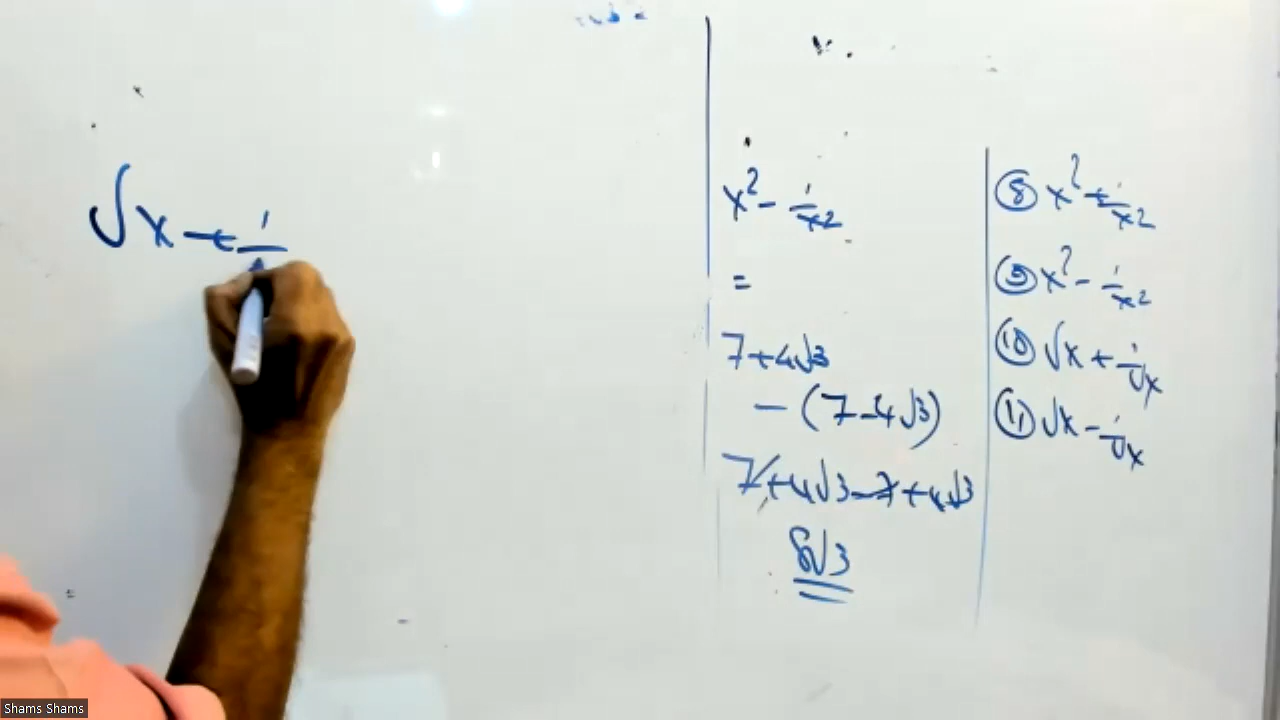 √x + 1/
x² - 1/x²
=
7+4√3
- (7-4√3)
7+4√3-7+4√3
8√3
⑧ x² + 1/x²
⑨ x² - 1/x²
⑩ √x + 1/√x
⑪ √x - 1/√x
Shams Shams